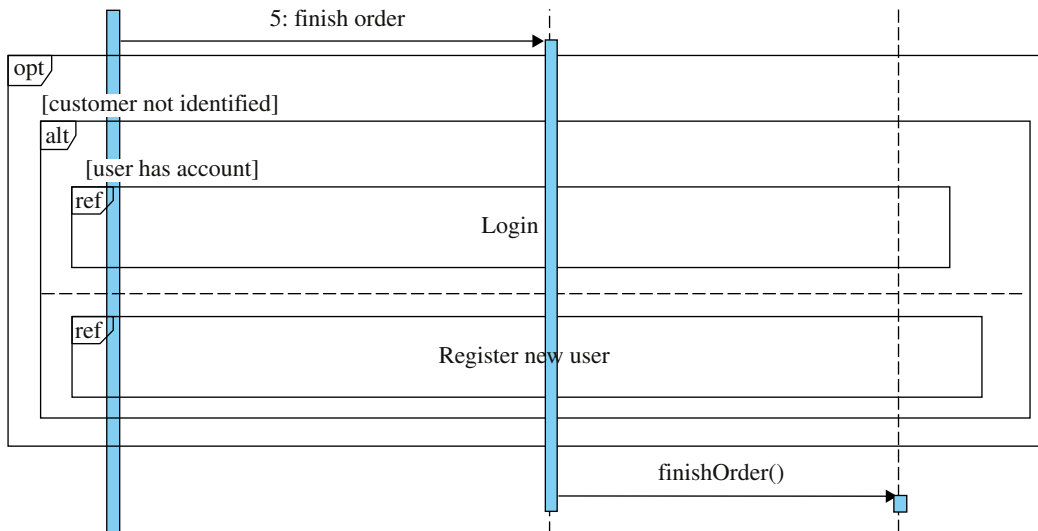 5: finish order
opt
[customer not identified]
alt
[user has account]
ref
Login
ref
Register new user
finishOrder()